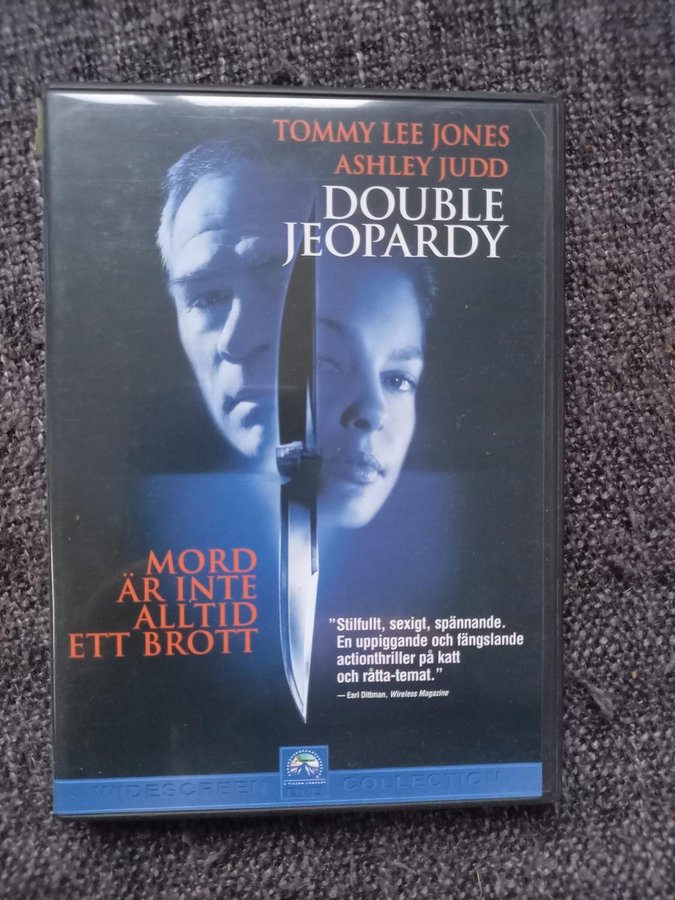 TOMMY LEE JONES
ASHLEY JUDD
DOUBLE
JEOPARDY
MORD
ÄR INTE
ALLTID
ETT BROTT
"Stilfullt, sexigt, spännande.
En uppiggande och fängslande
actionthriller på katt
och råtta-temat."
— Earl Dittman, Wireless Magazine
WIDESCREEN COLLECTION